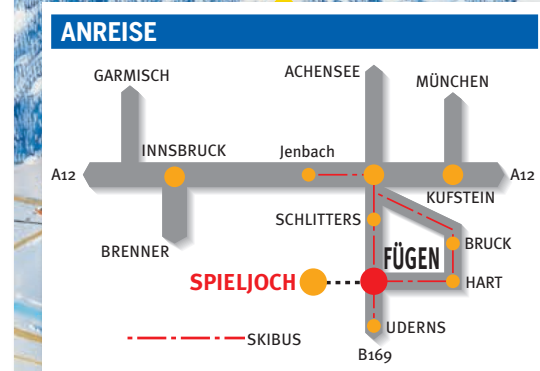 ANREISE
GARMISCH
ACHENSEE
MÜNCHEN
INNSBRUCK
Jenbach
A12
A12
KUFSTEIN
SCHLITTERS
BRENNER
BRUCK
FÜGEN
SPIELJOCH
HART
UDERNS
SKIBUS
B169